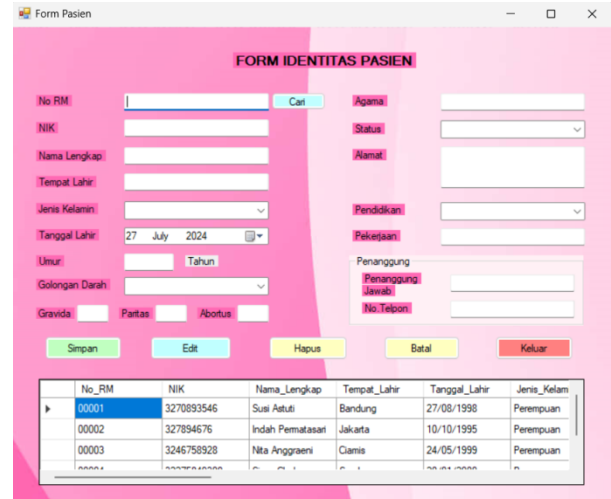 Form Pasien
FORM IDENTITAS PASIEN
No RM
Cari
NIK
Nama Lengkap
Tempat Lahir
Jenis Kelamin
Tanggal Lahir 27 July 2024
Umur Tahun
Golongan Darah
Gravida Paritas Abortus
Agama
Status
Alamat
Pendidikan
Pekerjaan
Penanggung
Penanggung
Jawab
No.Telpon
Simpan Edit Hapus Batal Keluar
No_RM NIK Nama_Lengkap Tempat_Lahir Tanggal_Lahir Jenis_Kelam
00001 3270893546 Susi Astuti Bandung 27/08/1998 Perempuan
00002 327894676 Indah Permatasari Jakarta 10/10/1995 Perempuan
00003 3246758928 Nita Anggraeni Ciamis 24/05/1999 Perempuan